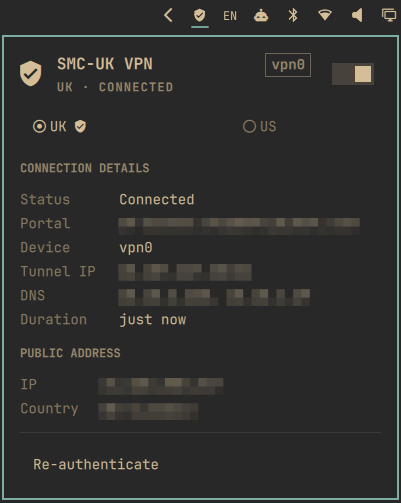 EN
SMC-UK VPN
vpn0
UK · CONNECTED
UK
US
CONNECTION DETAILS
Status Connected
Portal
Device vpn0
Tunnel IP
DNS
Duration just now
PUBLIC ADDRESS
IP
Country
Re-authenticate